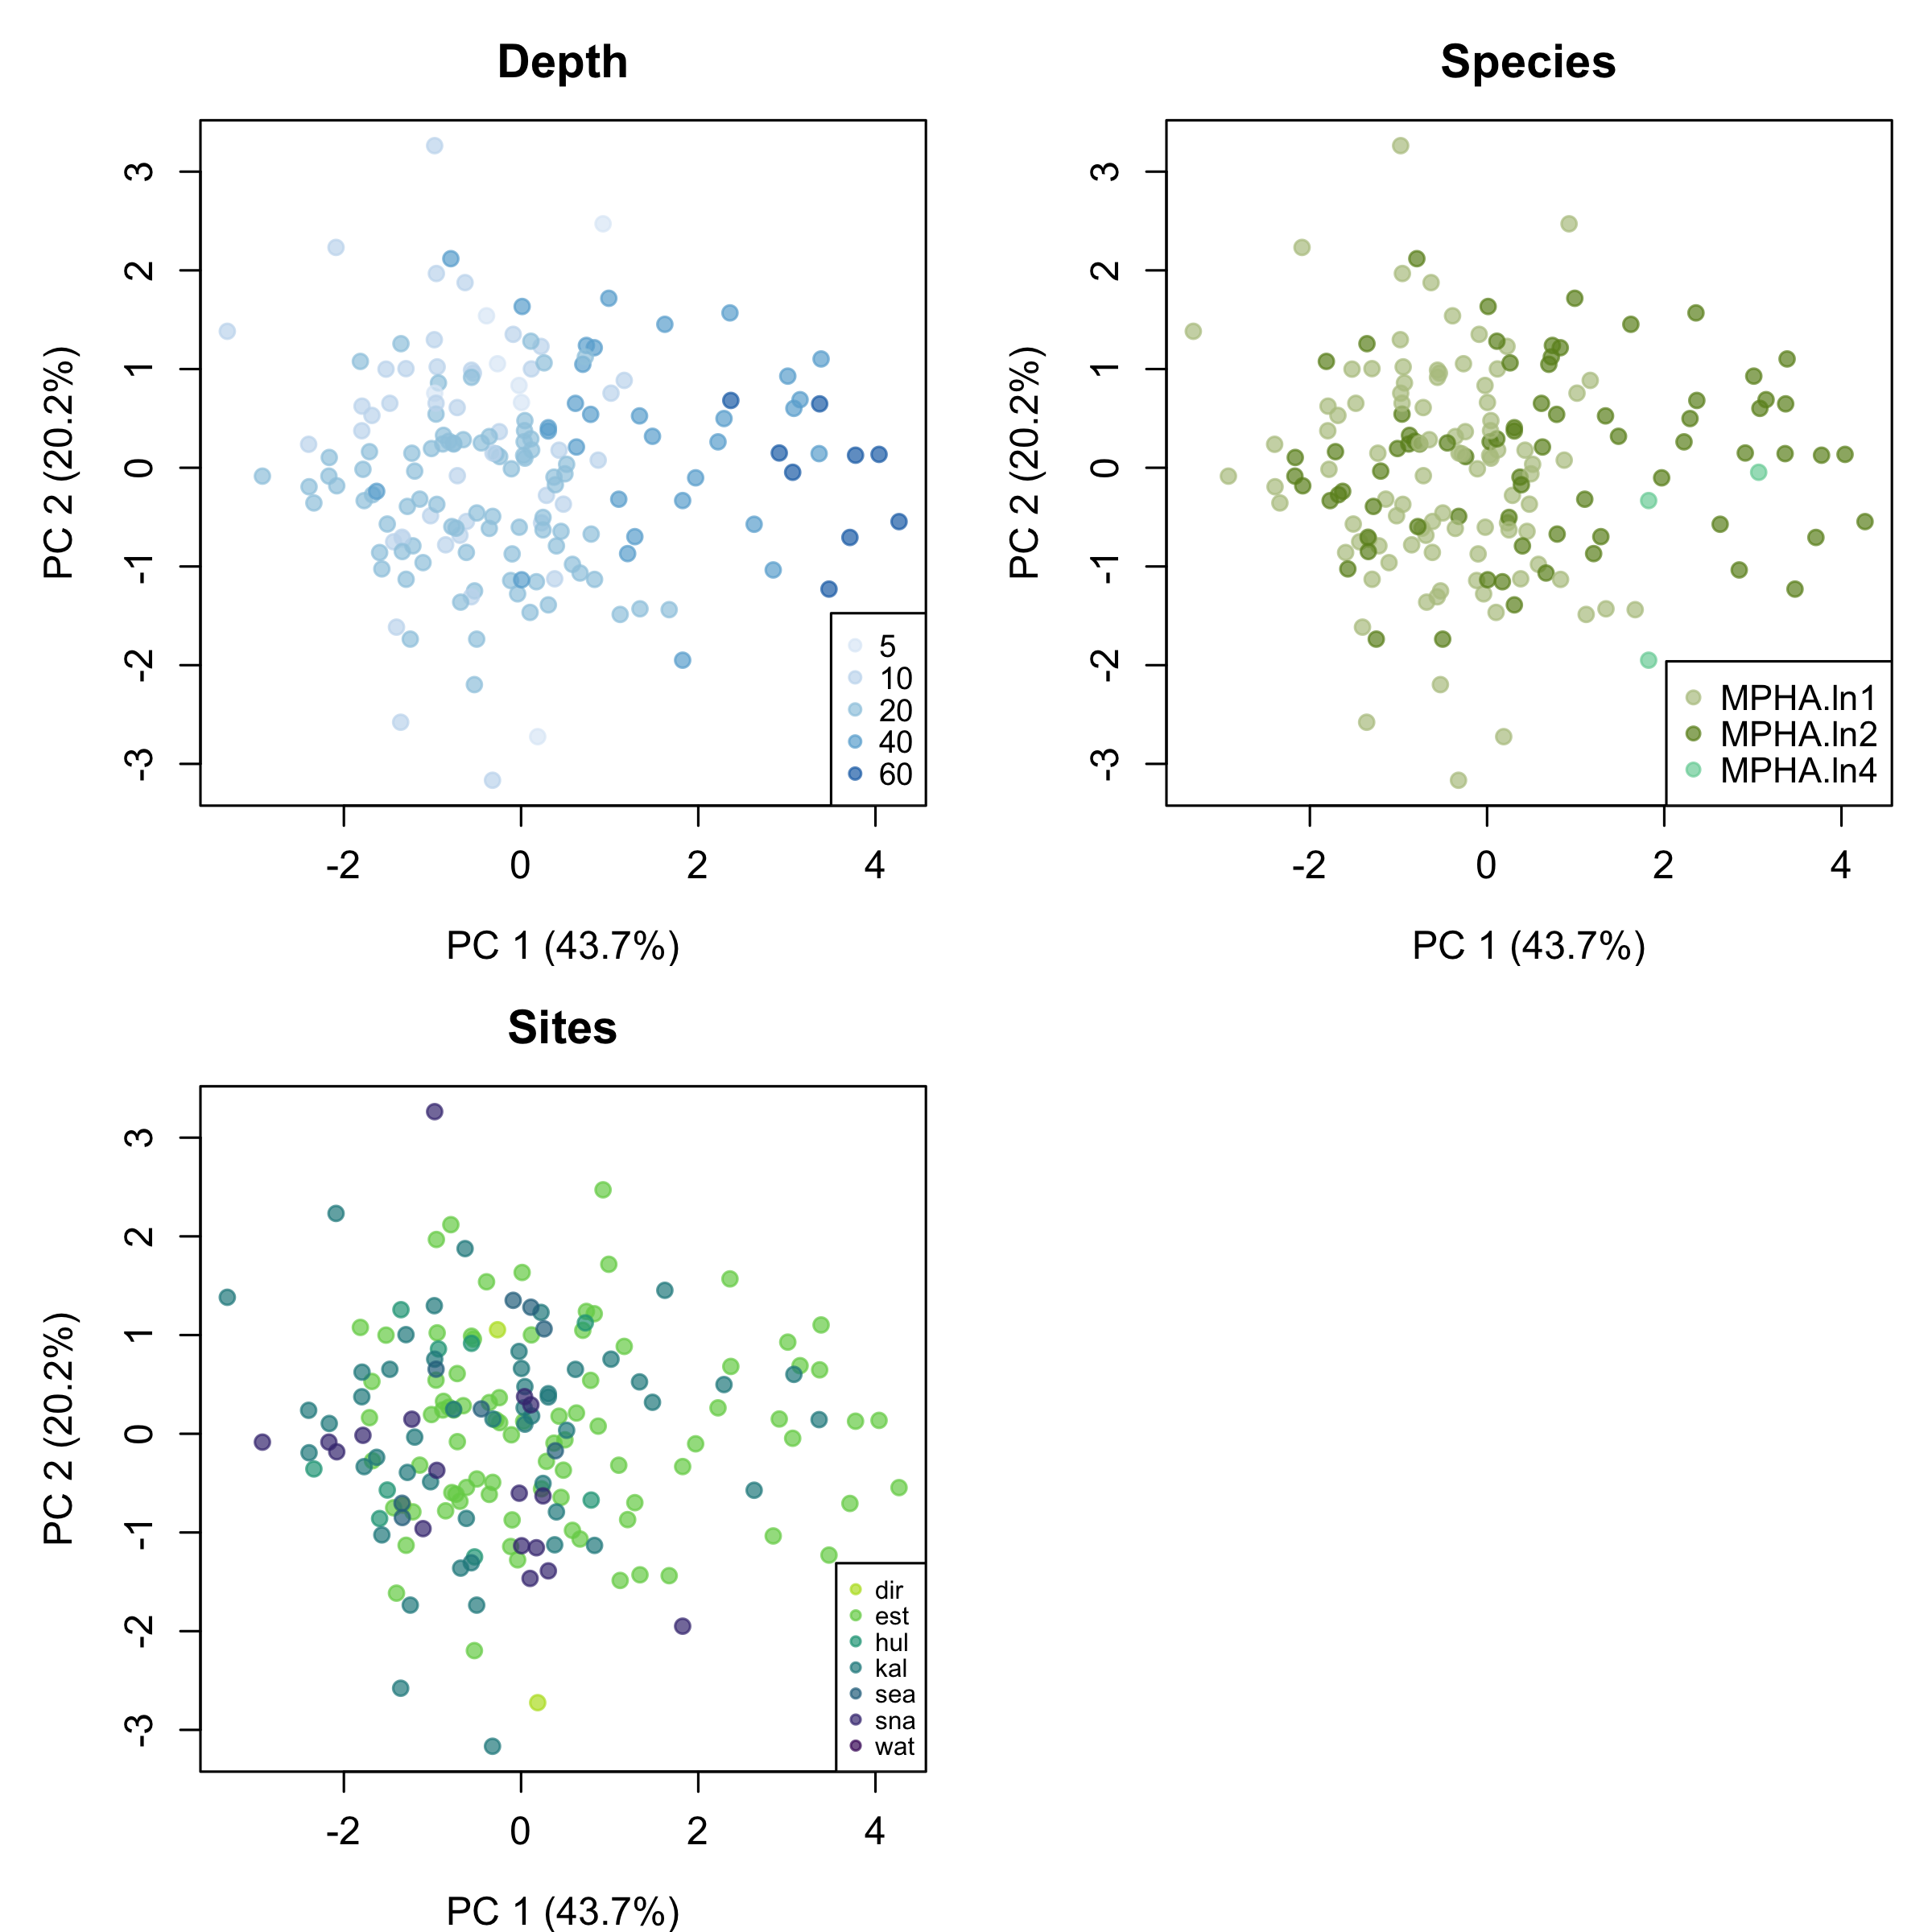 Depth
PC 2 (20.2%)
3
2
1
0
-1
-2
-3
5
10
20
40
60
-2 0 2 4
PC 1 (43.7%)
Species
PC 2 (20.2%)
3
2
1
0
-1
-2
-3
MPHA.ln1
MPHA.ln2
MPHA.ln4
-2 0 2 4
PC 1 (43.7%)
Sites
PC 2 (20.2%)
3
2
1
0
-1
-2
-3
dir
est
hul
kal
sea
sna
wat
-2 0 2 4
PC 1 (43.7%)